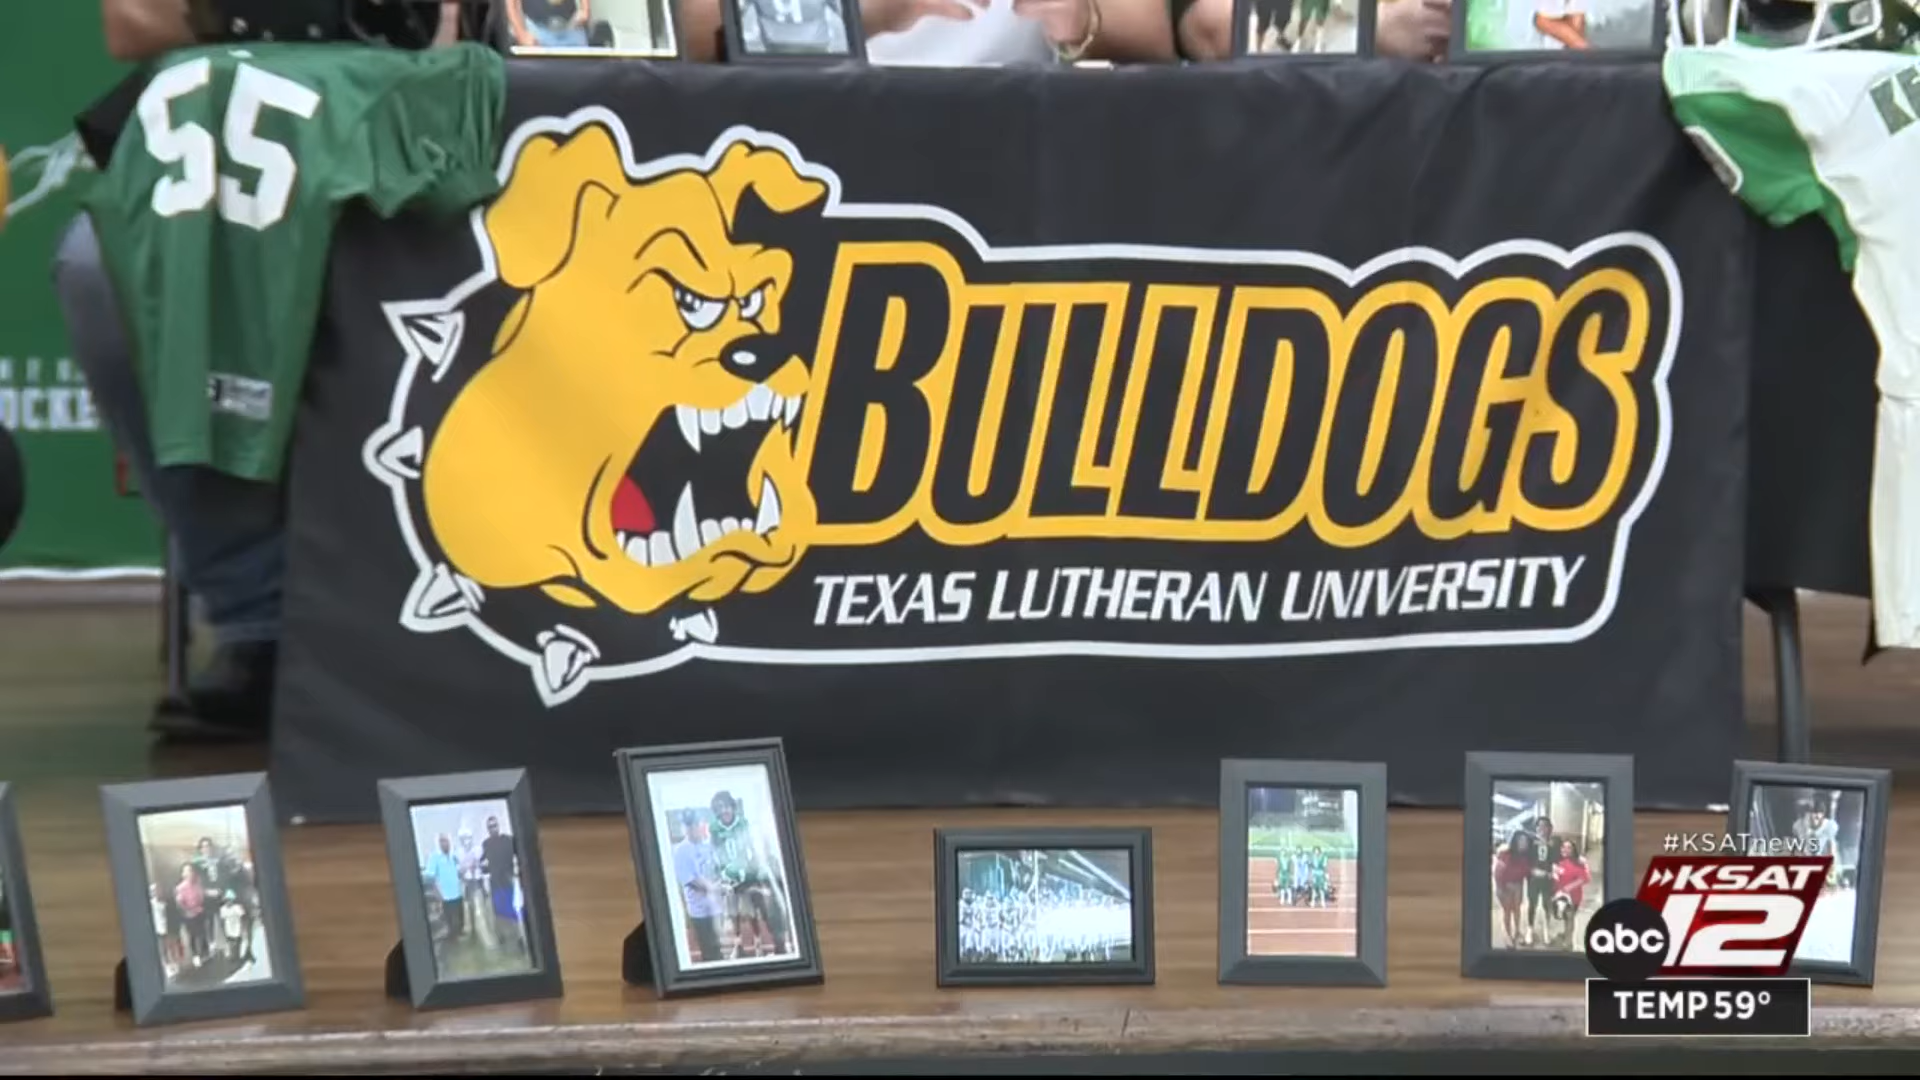 55
BULLDOGS
TEXAS LUTHERAN UNIVERSITY
#KSATnews
KSAT
abc 12
TEMP 59°